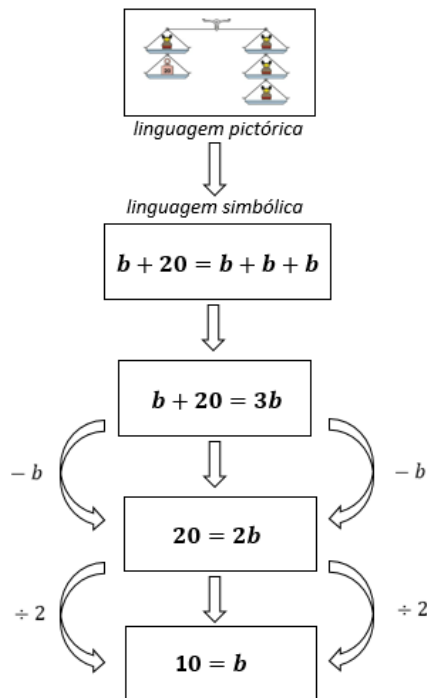 linguagem pictórica
linguagem simbólica
b + 20 = b + b + b
b + 20 = 3b
− b
− b
20 = 2b
÷ 2
÷ 2
10 = b